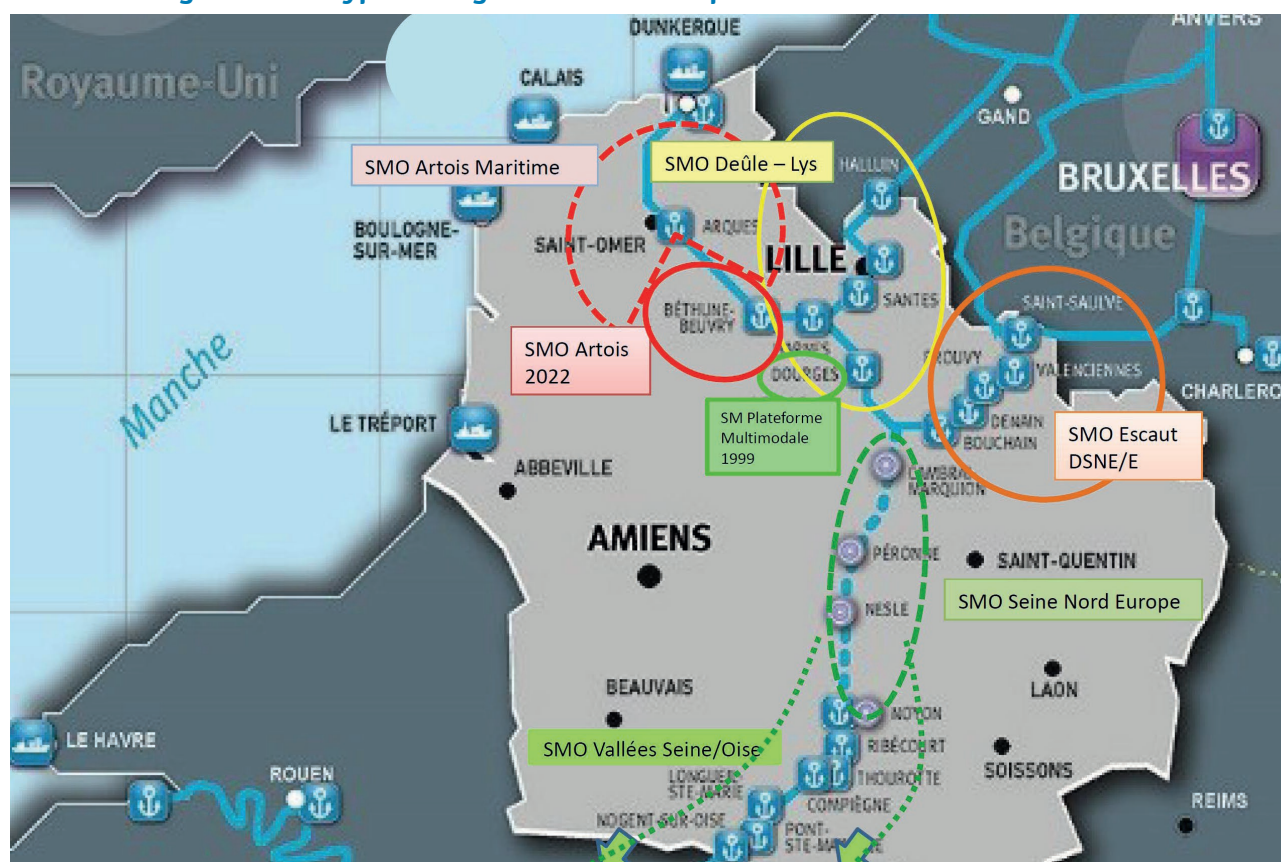 ANVERS
DUNKERQUE
Royaume-Uni
CALAIS
GAND
SMO Artois Maritime
SMO Deûle – Lys
HALLUIN
BRUXELLES
BOULOGNE-
SUR-MER
SAINT-OMER
ARQUES
LILLE
Belgique
SANTES
SAINT-SAULVE
BÉTHUNE-
BEUVRY
Manche
SMO Artois
2022
DOURGES
VALENCIENNES
CHARLERO
LE TRÉPORT
SM Plateforme
Multimodale
1999
DENAIN
BOUCHAIN
SMO Escaut
DSNE/E
ABBEVILLE
CAMBRAI
MARQUION
AMIENS
PÉRONNE
SAINT-QUENTIN
NESLE
SMO Seine Nord Europe
BEAUVAIS
LAON
NOYON
LE HAVRE
SMO Vallées Seine/Oise
RIBÉCOURT
SOISSONS
ROUEN
LONGUEIL
STE-MARIE
THOUROTTE
COMPIÈGNE
REIMS
NOGENT-SUR-OISE
PONT-